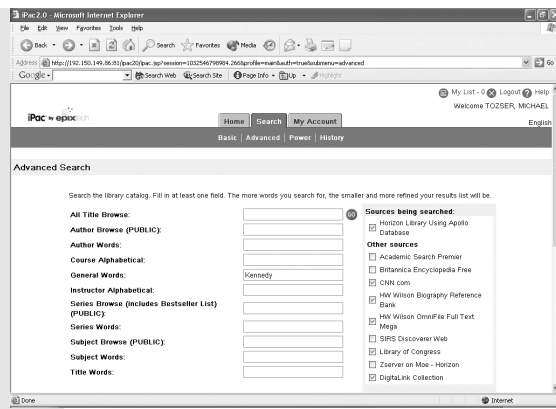 iPac2.0 - Microsoft Internet Explorer
File Edit View Favorites Tools Help
Back Search Favorites Media
Address http://192.150.149.86:81/ipac20/ipac.jsp?session=1032546798984.266&profile=main&auth=true&submenu=advanced Go
Google Search Web Search Site Page Info Up Highlight
My List - 0 Logout Help
Welcome TOZSER, MICHAEL
iPac by epixtech
Home Search My Account
English
Basic | Advanced | Power | History
Advanced Search
Search the library catalog. Fill in at least one field. The more words you search for, the smaller and more refined your results list will be.
All Title Browse: GO
Author Browse (PUBLIC):
Author Words:
Course Alphabetical:
General Words: Kennedy
Instructor Alphabetical:
Series Browse (includes Bestseller List)
(PUBLIC):
Series Words:
Subject Browse (PUBLIC):
Subject Words:
Title Words:
Sources being searched:
Horizon Library Using Apollo
Database
Other sources
Academic Search Premier
Britannica Encyclopedia Free
CNN.com
HW Wilson Biography Reference
Bank
HW Wilson OmniFile Full Text
Mega
SIRS Discoverer Web
Library of Congress
Zserver on Moe - Horizon
DigitaLink Collection
Done
Internet